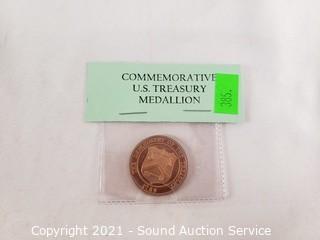 COMMEMORATIVE
U.S. TREASURY
MEDALLION
385.
Copyright 2021 - Sound Auction Service